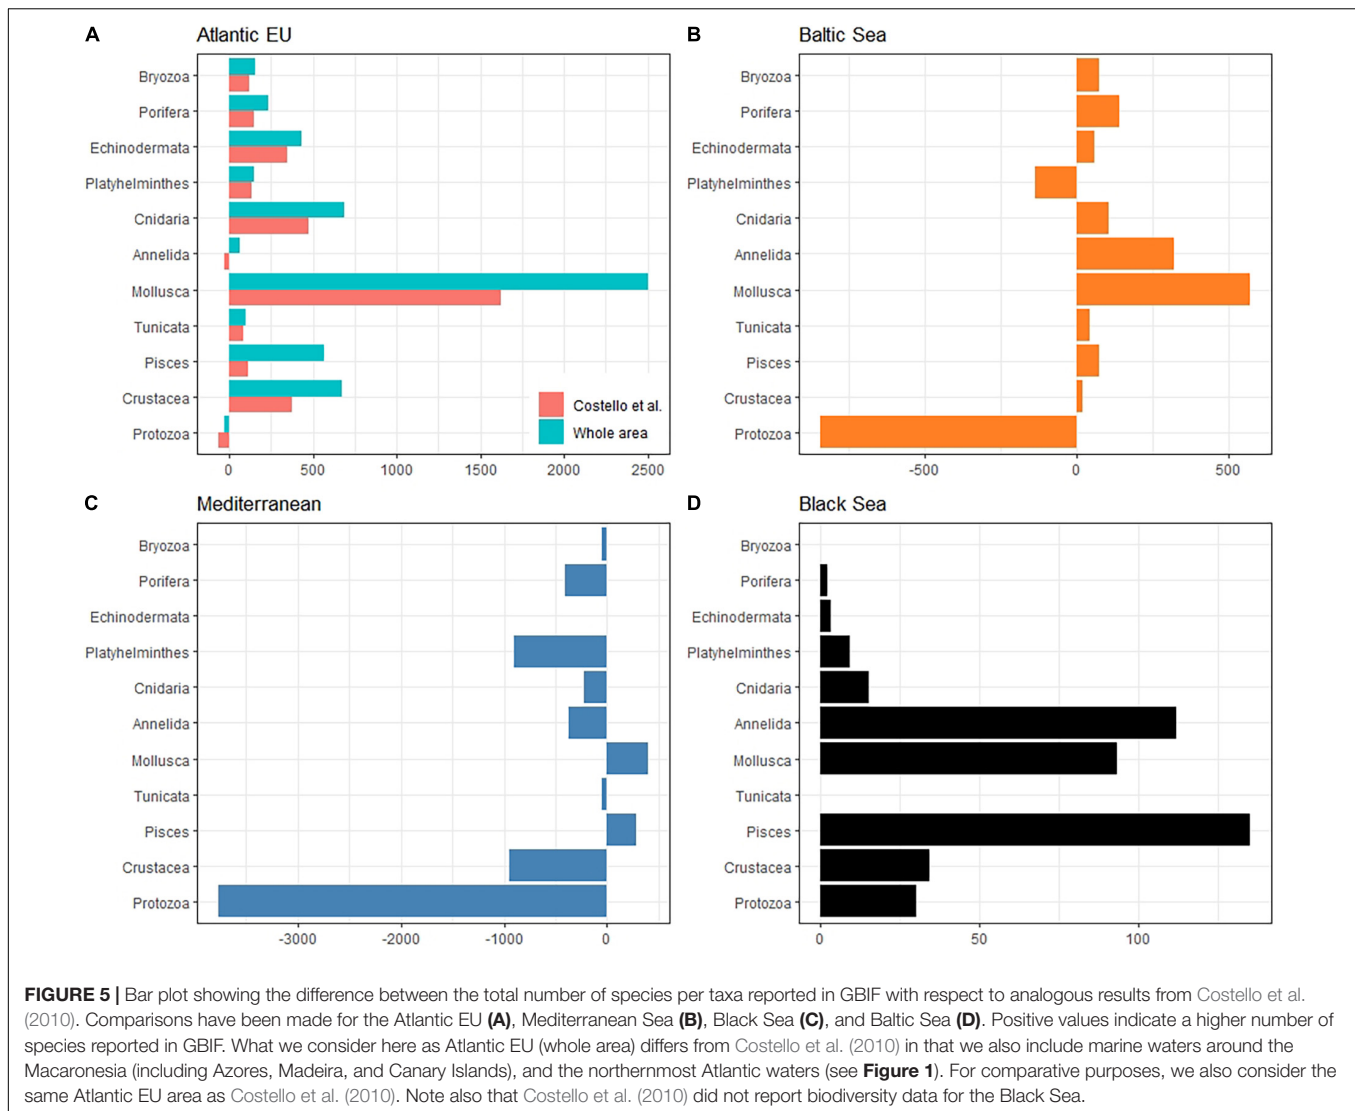 A Atlantic EU
Bryozoa
Porifera
Echinodermata
Platyhelminthes
Cnidaria
Annelida
Mollusca
Tunicata
Pisces
Crustacea
Protozoa
Costello et al.
Whole area
0 500 1000 1500 2000 2500
B Baltic Sea
Bryozoa
Porifera
Echinodermata
Platyhelminthes
Cnidaria
Annelida
Mollusca
Tunicata
Pisces
Crustacea
Protozoa
-500 0 500
C Mediterranean
Bryozoa
Porifera
Echinodermata
Platyhelminthes
Cnidaria
Annelida
Mollusca
Tunicata
Pisces
Crustacea
Protozoa
-3000 -2000 -1000 0
D Black Sea
Bryozoa
Porifera
Echinodermata
Platyhelminthes
Cnidaria
Annelida
Mollusca
Tunicata
Pisces
Crustacea
Protozoa
0 50 100
FIGURE 5 | Bar plot showing the difference between the total number of species per taxa reported in GBIF with respect to analogous results from Costello et al.
(2010). Comparisons have been made for the Atlantic EU (A), Mediterranean Sea (B), Black Sea (C), and Baltic Sea (D). Positive values indicate a higher number of
species reported in GBIF. What we consider here as Atlantic EU (whole area) differs from Costello et al. (2010) in that we also include marine waters around the
Macaronesia (including Azores, Madeira, and Canary Islands), and the northernmost Atlantic waters (see Figure 1). For comparative purposes, we also consider the
same Atlantic EU area as Costello et al. (2010). Note also that Costello et al. (2010) did not report biodiversity data for the Black Sea.